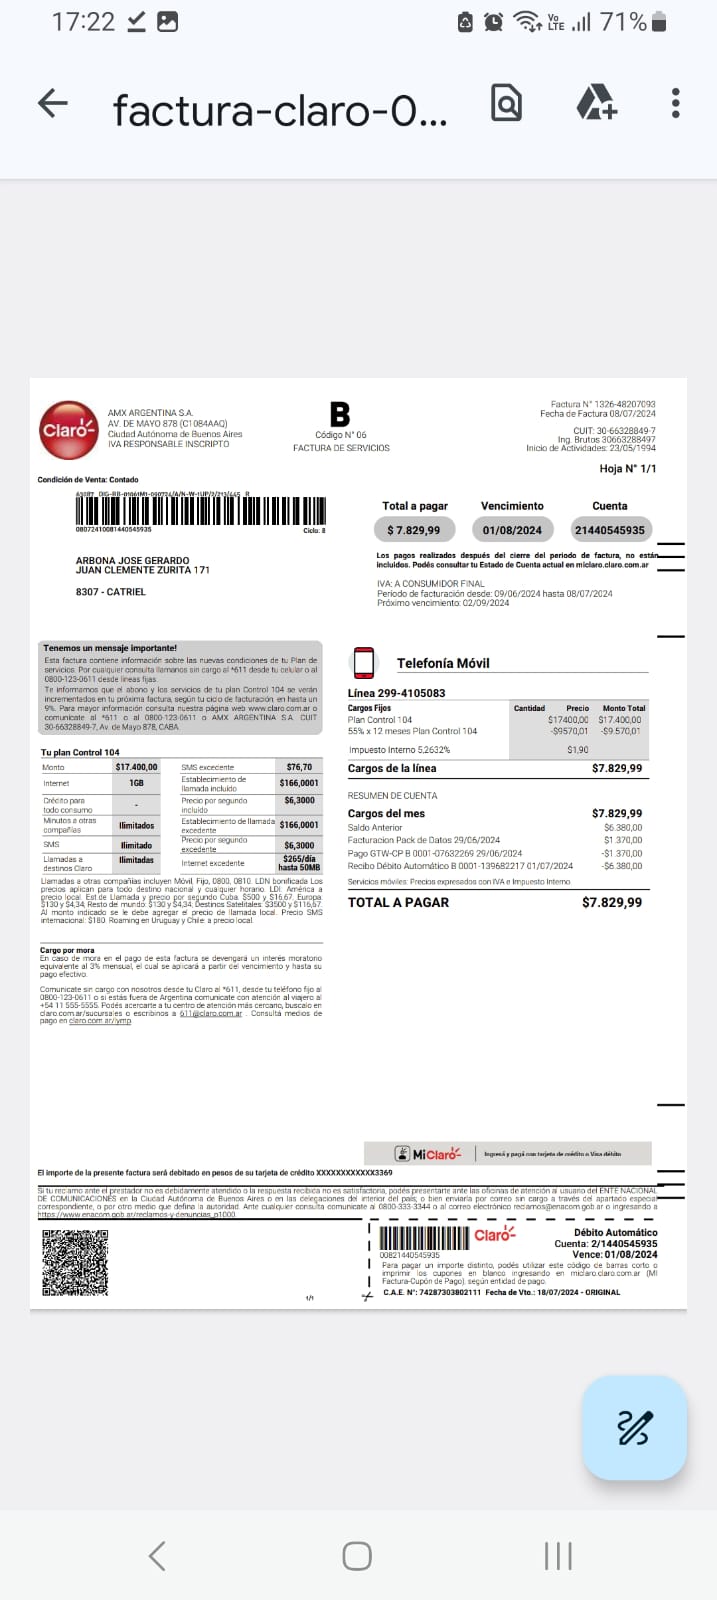 17:22
Vo
LTE
71%
factura-claro-0...
Claro
AMX ARGENTINA S.A.
AV. DE MAYO 878 (C1084AAQ)
Ciudad Autónoma de Buenos Aires
IVA RESPONSABLE INSCRIPTO
B
Código N° 06
FACTURA DE SERVICIOS
Factura N° 1326-48207093
Fecha de Factura 08/07/2024
CUIT: 30-66328849-7
Ing. Brutos 30663288497
Inicio de Actividades: 23/05/1994
Hoja N° 1/1
Condición de Venta: Contado
08072410081440545935
Ciclo: 8
Total a pagar
Vencimiento
Cuenta
$ 7.829,99
01/08/2024
21440545935
Los pagos realizados después del cierre del periodo de factura, no están
incluidos. Podés consultar tu Estado de Cuenta actual en miclaro.claro.com.ar
ARBONA JOSE GERARDO
JUAN CLEMENTE ZURITA 171
8307 - CATRIEL
IVA: A CONSUMIDOR FINAL
Período de facturación desde: 09/06/2024 hasta 08/07/2024
Próximo vencimiento: 02/09/2024
Tenemos un mensaje importante!
Esta factura contiene información sobre las nuevas condiciones de tu Plan de
servicios. Por cualquier consulta llamanos sin cargo al *611 desde tu celular o al
0800-123-0611 desde lineas fijas.
Te informamos que el abono y los servicios de tu plan Control 104 se verán
incrementados en tu próxima factura, según tu ciclo de facturación, en hasta un
9%. Para mayor información consulta nuestra página web www.claro.com.ar o
comunicate al *611 o al 0800-123-0611 o AMX ARGENTINA S.A. CUIT
30-66328849-7, Av. de Mayo 878, CABA.
Tu plan Control 104
Monto $17.400,00 SMS excedente $76,70
Internet 1GB Establecimiento de llamada incluido $166,0001
Crédito para todo consumo - Precio por segundo incluido $6,3000
Minutos a otras compañías Ilimitados Establecimiento de llamada excedente $166,0001
SMS Ilimitado Precio por segundo excedente $6,3000
Llamadas a destinos Claro Ilimitadas Internet excedente $265/día hasta 50MB
Llamadas a otras compañías incluyen Móvil, Fijo, 0800, 0810. LDN bonificada Los
precios aplican para todo destino nacional y cualquier horario. LDI: América a
precio local. Est.de Llamada y precio por segundo Cuba: $500 y $16,67; Europa:
$130 y $4,34; Resto del mundo: $130 y $4,34; Destinos Satelitales: $3500 y $116,67.
Al monto indicado se le debe agregar el precio de llamada local. Precio SMS
internacional: $180. Roaming en Uruguay y Chile: a precio local.
Cargo por mora
En caso de mora en el pago de esta factura se devengará un interés moratorio
equivalente al 3% mensual, el cual se apicará a partir del vencimiento y hasta su
pago efectivo.
Comunicate sin cargo con nosotros desde tu Claro al *611, desde tu teléfono fijo al
0800-123-0611 o si estás fuera de Argentina comunicate con atención al viajero al
+54 11 555-5555. Podés acercarte a tu centro de atención más cercano, buscalo en
claro.com.ar/sucursales o escribinos a 611@claro.com.ar . Consultá medios de
pago en claro.com.ar/ymp
Telefonía Móvil
Línea 299-4105083
Cargos Fijos Cantidad Precio Monto Total
Plan Control 104 $17400,00 $17.400,00
55% x 12 meses Plan Control 104 -$9570,01 -$9.570,01
Impuesto Interno 5,2632% $1,90
Cargos de la línea $7.829,99
RESUMEN DE CUENTA
Cargos del mes $7.829,99
Saldo Anterior $6.380,00
Facturacion Pack de Datos 29/06/2024 $1.370,00
Pago GTW-CP B 0001-07632269 29/06/2024 -$1.370,00
Recibo Débito Automático B 0001-139682217 01/07/2024 -$6.380,00
Servicios móviles: Precios expresados con IVA e Impuesto Interno
TOTAL A PAGAR $7.829,99
MiClaro
Ingresá y pagá con tarjeta de crédito o Visa débito
El importe de la presente factura será debitado en pesos de su tarjeta de crédito XXXXXXXXXXXX3369
Si tu reclamo ante el prestador no es debidamente atendido o la respuesta recibida no es satisfactoria, podés presentarte ante las oficinas de atención al usuario del ENTE NACIONAL
DE COMUNICACIONES en la Ciudad Autónoma de Buenos Aires o en las delegaciones del interior del país; o bien enviarla por correo sin cargo a través del apartado especial
correspondiente, o por otro medio que defina la autoridad. Ante cualquier consulta comunicate al 0800-333-3344 o al correo electrónico reclamos@enacom.gob.ar o ingresando a
https://www.enacom.gob.ar/reclamos-y-denuncias_p1000.
Claro
00821440545935
Débito Automático
Cuenta: 2/1440545935
Vence: 01/08/2024
Para pagar un importe distinto, podés utilizar este código de barras corto o
imprimir los cupones en blanco ingresando en miclaro.claro.com.ar (Mi
Factura-Cupón de Pago), según entidad de pago.
1/1
C.A.E. N°: 74287303802111 Fecha de Vto.: 18/07/2024 - ORIGINAL